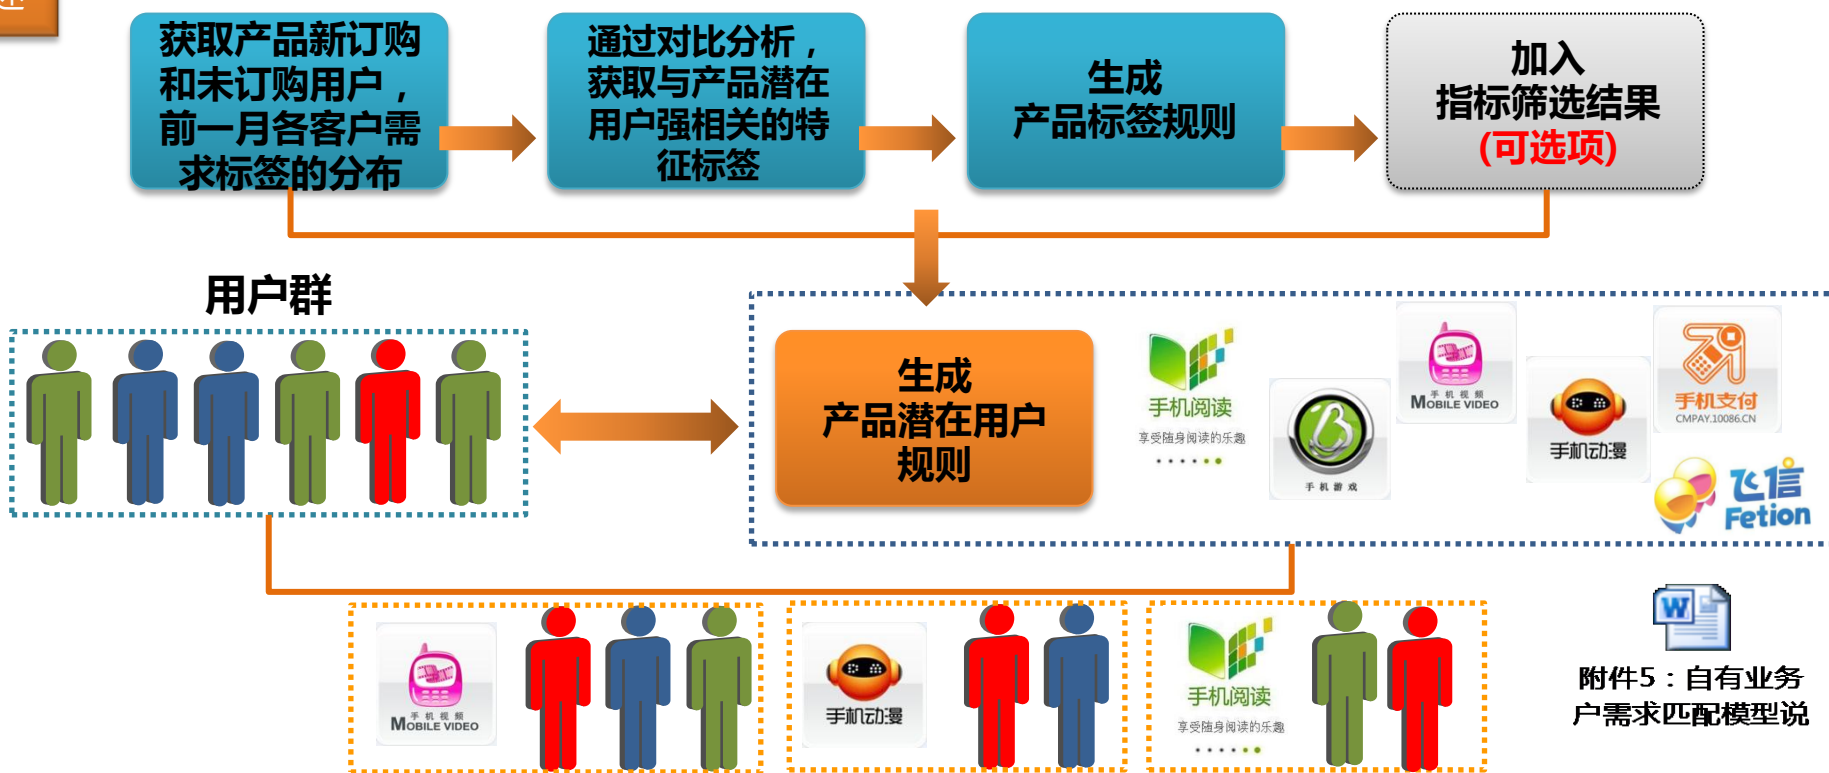 述
获取产品新订购
和未订购用户，
前一月各客户需
求标签的分布
通过对比分析，
获取与产品潜在
用户强相关的特
征标签
生成
产品标签规则
加入
指标筛选结果
(可选项)
用户群
生成
产品潜在用户
规则
手机阅读
享受随身阅读的乐趣
手机游戏
手机视频
MOBILE VIDEO
手机动漫
手机支付
CMPAY.10086.CN
飞信
Fetion
手机视频
MOBILE VIDEO
手机动漫
手机阅读
享受随身阅读的乐趣
W
附件5：自有业务
户需求匹配模型说